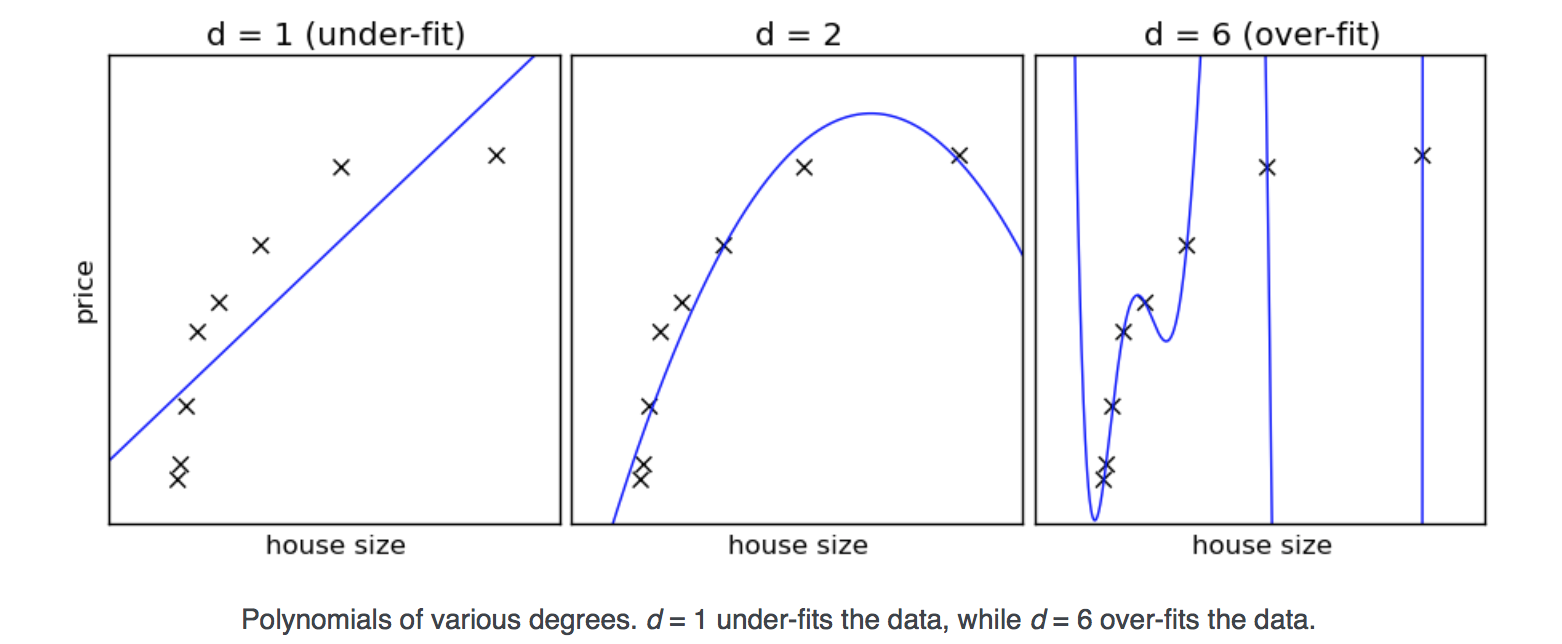 d = 1 (under-fit)
d = 2
d = 6 (over-fit)
price
house size
house size
house size
Polynomials of various degrees. d = 1 under-fits the data, while d = 6 over-fits the data.